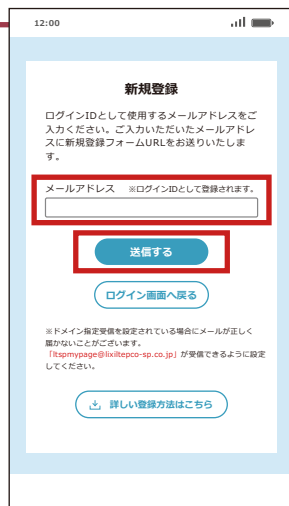 12:00
新規登録
ログインIDとして使用するメールアドレスをご
入力ください。ご入力いただいたメールアドレ
スに新規登録フォームURLをお送りいたしま
す。
メールアドレス ※ログインIDとして登録されます。
送信する
ログイン画面へ戻る
※ドメイン指定受信を設定されている場合にメールが正しく
届かないことがございます。
「ltspmypage@lixiltepco-sp.co.jp」が受信できるように設定
してください。
詳しい登録方法はこちら